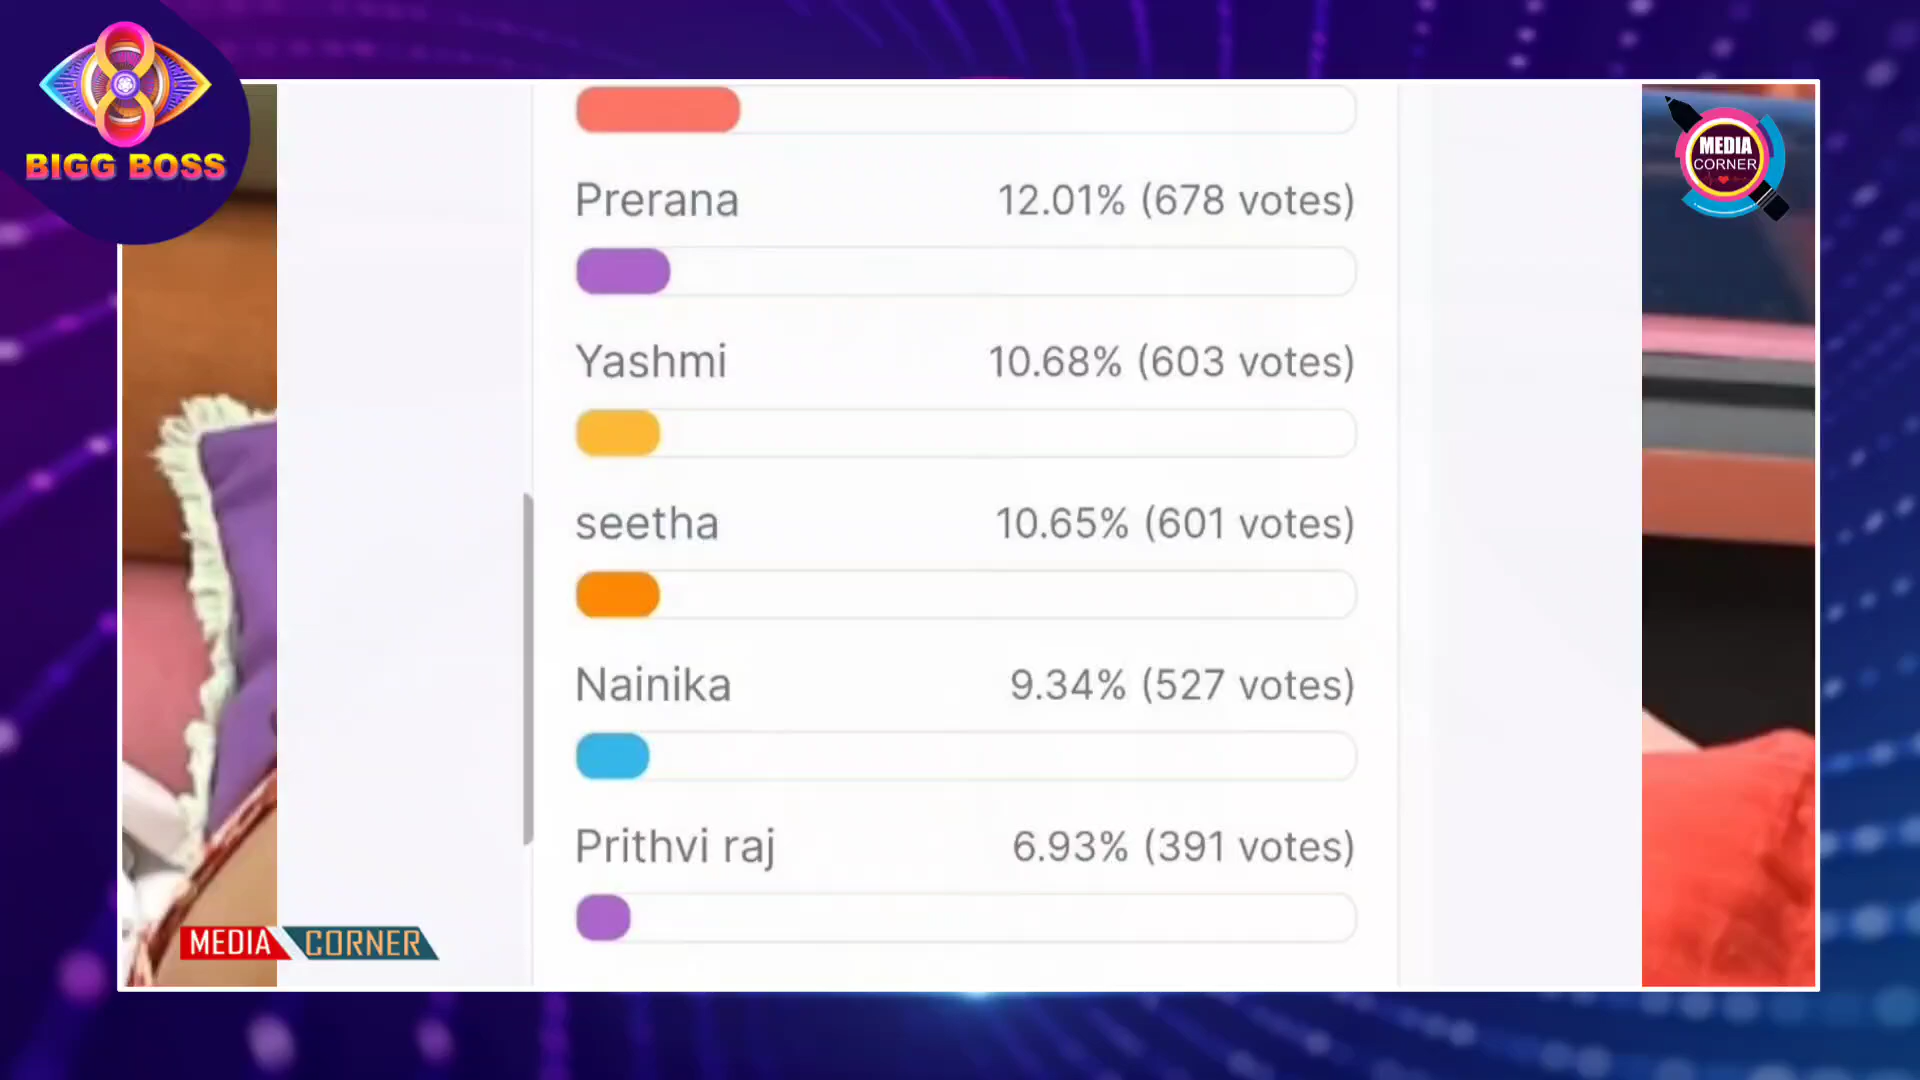 BIGG BOSS
MEDIA
CORNER
Prerana 12.01% (678 votes)
Yashmi 10.68% (603 votes)
seetha 10.65% (601 votes)
Nainika 9.34% (527 votes)
Prithvi raj 6.93% (391 votes)
MEDIA CORNER